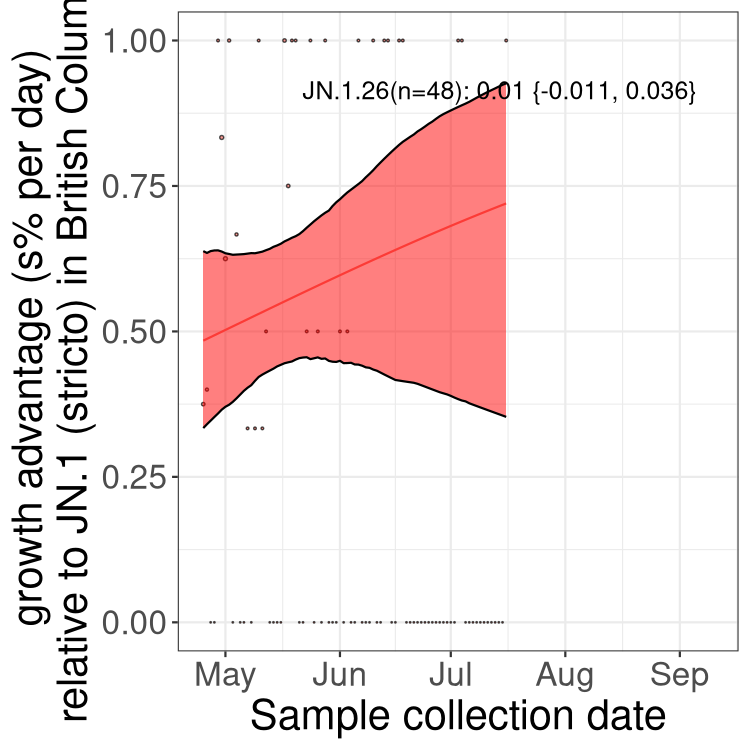 growth advantage (s% per day)
relative to JN.1 (stricto) in British Colum
1.00
0.75
0.50
0.25
0.00
JN.1.26(n=48): 0.01 {-0.011, 0.036}
May Jun Jul Aug Sep
Sample collection date